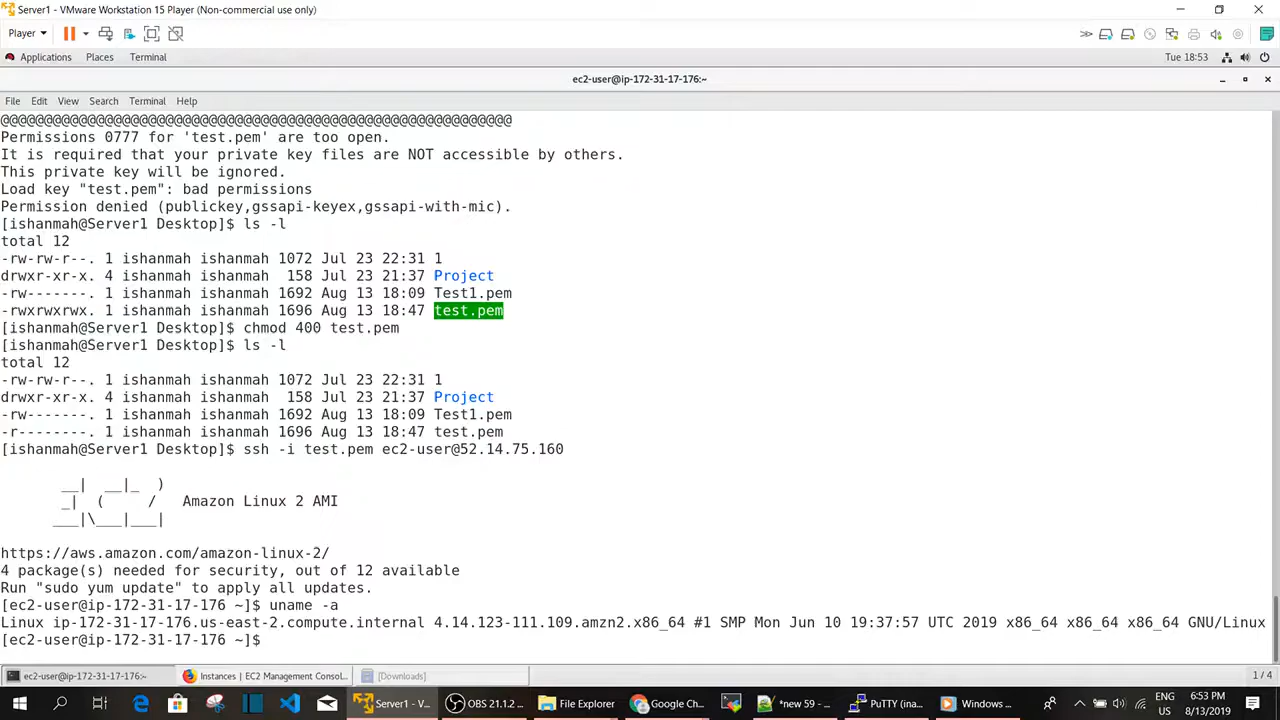 Server1 - VMware Workstation 15 Player (Non-commercial use only)
Player
Applications Places Terminal Tue 18:53
ec2-user@ip-172-31-17-176:~
File Edit View Search Terminal Help
@@@@@@@@@@@@@@@@@@@@@@@@@@@@@@@@@@@@@@@@@@@@@@@@@@@@@@@@@@@
Permissions 0777 for 'test.pem' are too open.
It is required that your private key files are NOT accessible by others.
This private key will be ignored.
Load key "test.pem": bad permissions
Permission denied (publickey,gssapi-keyex,gssapi-with-mic).
[ishanmah@Server1 Desktop]$ ls -l
total 12
-rw-rw-r--. 1 ishanmah ishanmah 1072 Jul 23 22:31 1
drwxr-xr-x. 4 ishanmah ishanmah  158 Jul 23 21:37 Project
-rw-------. 1 ishanmah ishanmah 1692 Aug 13 18:09 Test1.pem
-rwxrwxrwx. 1 ishanmah ishanmah 1696 Aug 13 18:47 test.pem
[ishanmah@Server1 Desktop]$ chmod 400 test.pem
[ishanmah@Server1 Desktop]$ ls -l
total 12
-rw-rw-r--. 1 ishanmah ishanmah 1072 Jul 23 22:31 1
drwxr-xr-x. 4 ishanmah ishanmah  158 Jul 23 21:37 Project
-rw-------. 1 ishanmah ishanmah 1692 Aug 13 18:09 Test1.pem
-r--------. 1 ishanmah ishanmah 1696 Aug 13 18:47 test.pem
[ishanmah@Server1 Desktop]$ ssh -i test.pem ec2-user@52.14.75.160
       __|  __|_  )
       _|  (     /   Amazon Linux 2 AMI
      ___|\___|___|
https://aws.amazon.com/amazon-linux-2/
4 package(s) needed for security, out of 12 available
Run "sudo yum update" to apply all updates.
[ec2-user@ip-172-31-17-176 ~]$ uname -a
Linux ip-172-31-17-176.us-east-2.compute.internal 4.14.123-111.109.amzn2.x86_64 #1 SMP Mon Jun 10 19:37:57 UTC 2019 x86_64 x86_64 x86_64 GNU/Linux
[ec2-user@ip-172-31-17-176 ~]$
ec2-user@ip-172-31-17-176:~ Instances | EC2 Management Consol... [Downloads] 1 / 4
Server1 - V... OBS 21.1.2 ... File Explorer Google Ch... *new 59 - ... PuTTY (ina... Windows ... ENG US 6:53 PM 8/13/2019